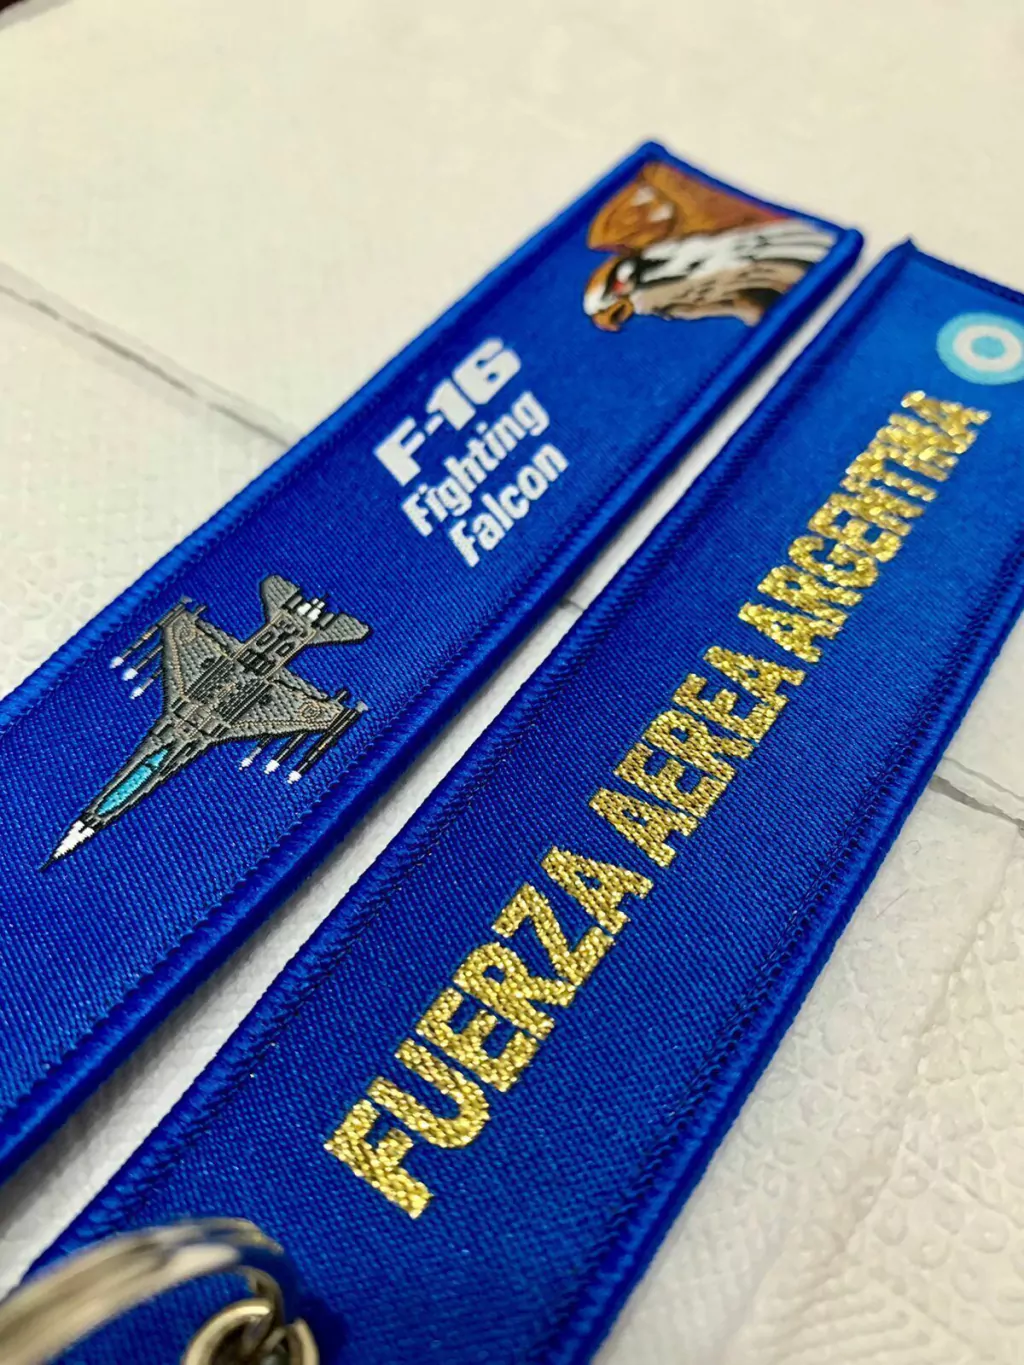 F-16
Fighting
Falcon
FUERZA AEREA ARGENTINA